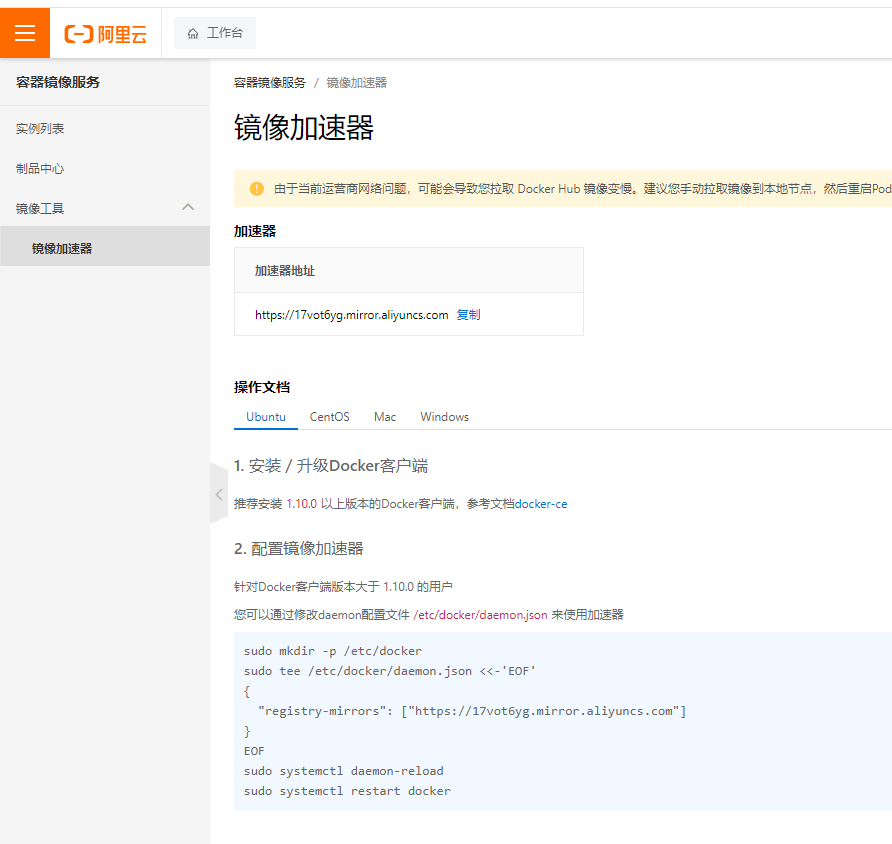 阿里云
工作台
容器镜像服务
实例列表
制品中心
镜像工具
镜像加速器
容器镜像服务 / 镜像加速器
镜像加速器
由于当前运营商网络问题，可能会导致您拉取 Docker Hub 镜像变慢。建议您手动拉取镜像到本地节点，然后重启Pod
加速器
加速器地址
https://17vot6yg.mirror.aliyuncs.com 复制
操作文档
Ubuntu CentOS Mac Windows
1. 安装 / 升级Docker客户端
推荐安装 1.10.0 以上版本的Docker客户端，参考文档docker-ce
2. 配置镜像加速器
针对Docker客户端版本大于 1.10.0 的用户
您可以通过修改daemon配置文件 /etc/docker/daemon.json 来使用加速器
sudo mkdir -p /etc/docker
sudo tee /etc/docker/daemon.json <<-'EOF'
{
  "registry-mirrors": ["https://17vot6yg.mirror.aliyuncs.com"]
}
EOF
sudo systemctl daemon-reload
sudo systemctl restart docker